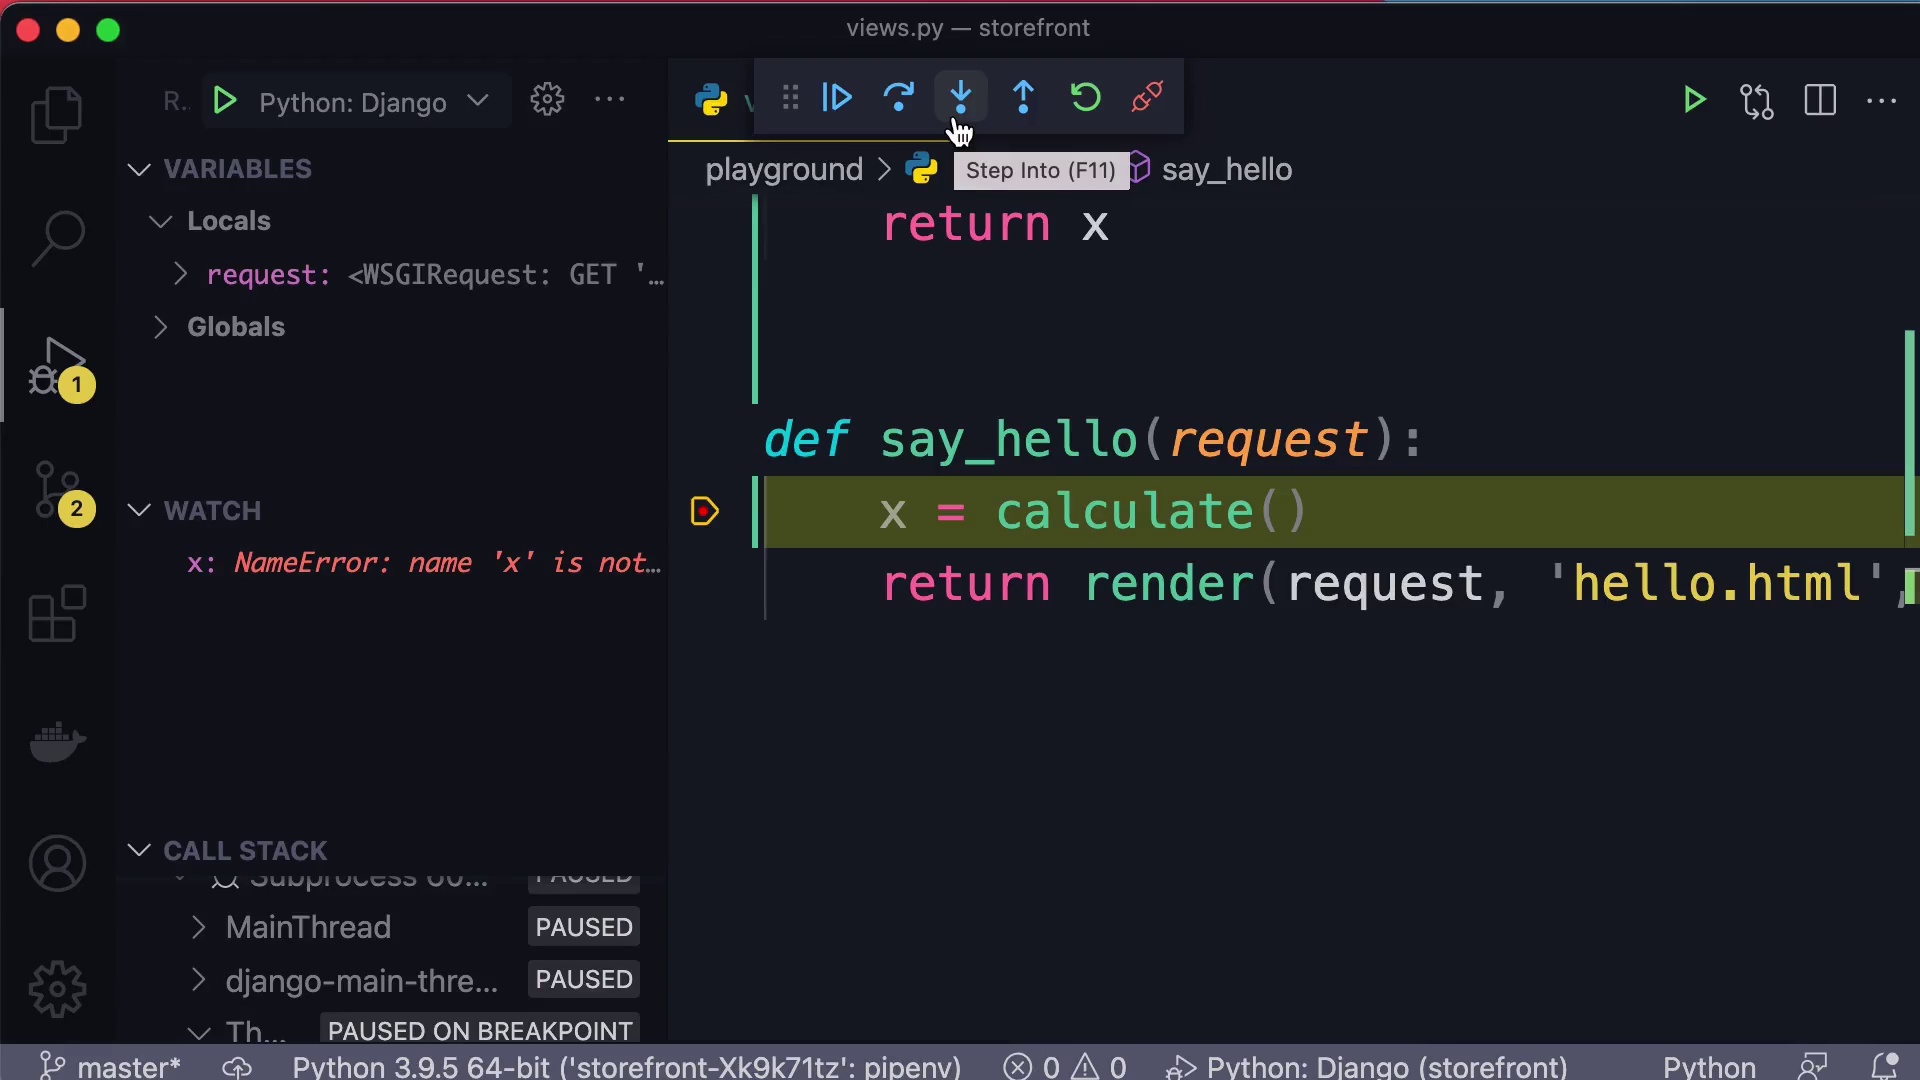 views.py — storefront
R..
Python: Django
playground
Step Into (F11)
say_hello
VARIABLES
Locals
request: <WSGIRequest: GET '…
Globals
1
2
WATCH
x: NameError: name 'x' is not…
CALL STACK
Subprocess 60... PAUSED
MainThread PAUSED
django-main-thre... PAUSED
Th... PAUSED ON BREAKPOINT
return x
def say_hello(request):
x = calculate()
return render(request, 'hello.html',
master* Python 3.9.5 64-bit ('storefront-Xk9k71tz': pipenv) 0 0 Python: Django (storefront) Python